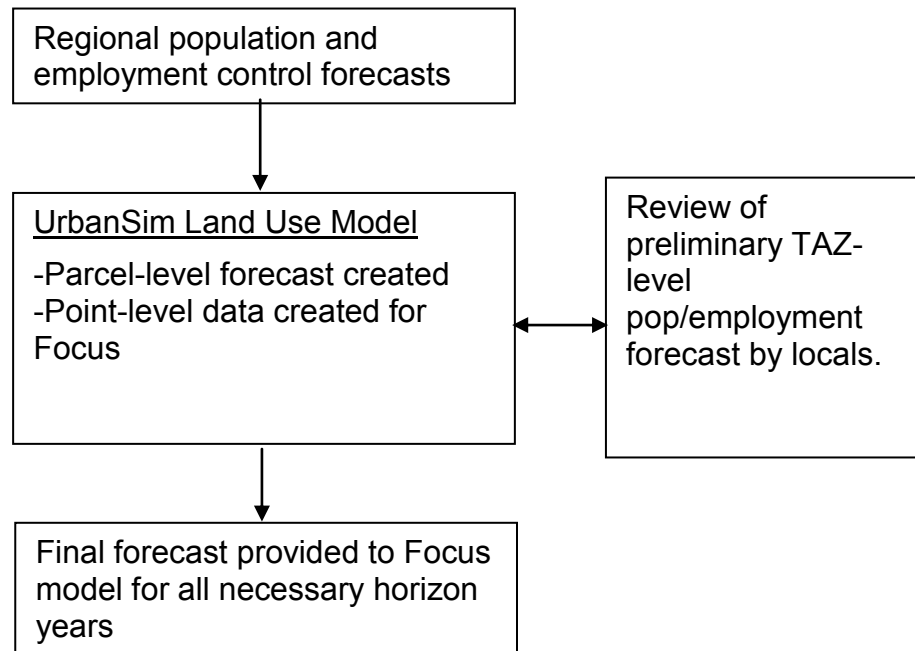 Regional population and
employment control forecasts
UrbanSim Land Use Model
-Parcel-level forecast created
-Point-level data created for
Focus
Review of
preliminary TAZ-
level
pop/employment
forecast by locals.
Final forecast provided to Focus
model for all necessary horizon
years